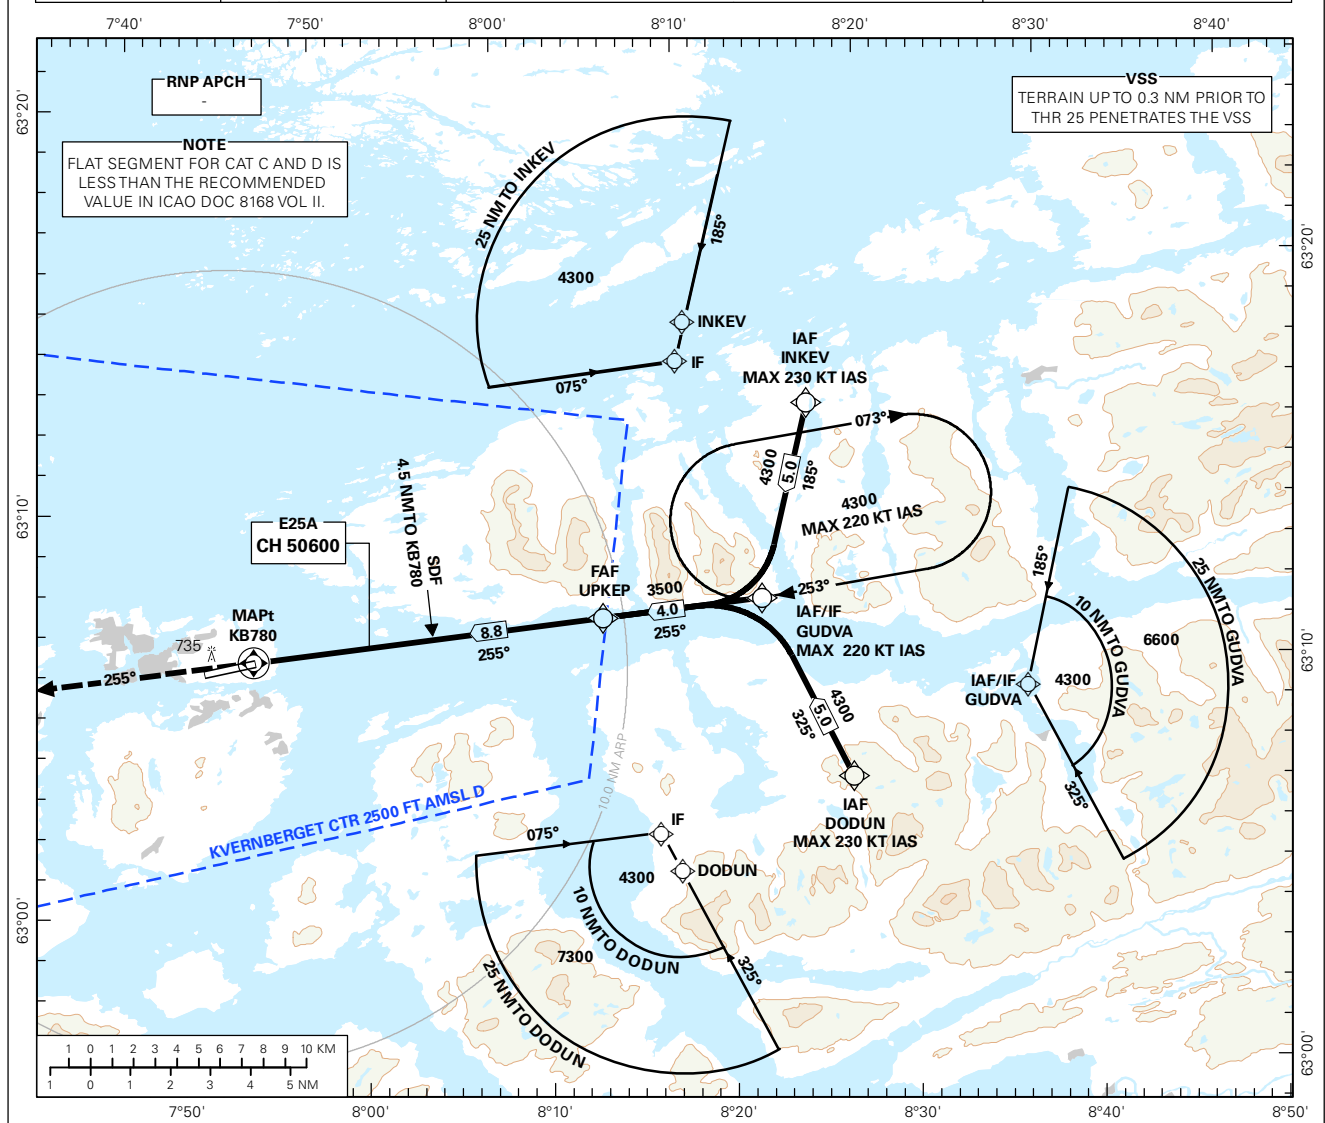 7°40'
7°50'
8°00'
8°10'
8°20'
8°30'
8°40'
63°20'
63°10'
63°00'
63°20'
63°10'
63°00'
RNP APCH
-
NOTE
FLAT SEGMENT FOR CAT C AND D IS
LESS THAN THE RECOMMENDED
VALUE IN ICAO DOC 8168 VOL II.
VSS
TERRAIN UP TO 0.3 NM PRIOR TO
THR 25 PENETRATES THE VSS
25 NM TO INKEV
4300
185°
INKEV
IF
075°
IAF
INKEV
MAX 230 KT IAS
073°
4300
5.0
185°
4300
MAX 220 KT IAS
253°
4.5 NM TO KB780
SDF
E25A
CH 50600
FAF
UPKEP
3500
4.0
255°
IAF/IF
GUDVA
MAX 220 KT IAS
MAPt
KB780
735
8.8
255°
255°
4300
5.0
325°
IAF
DODUN
MAX 230 KT IAS
185°
10 NM TO GUDVA
25 NM TO GUDVA
6600
4300
IAF/IF
GUDVA
325°
10.0 NM ARP
KVERNBERGET CTR 2500 FT AMSL D
075°
IF
DODUN
4300
10 NM TO DODUN
7300
25 NM TO DODUN
325°
1 0 1 2 3 4 5 6 7 8 9 10 KM
1 0 1 2 3 4 5 NM
7°50'
8°00'
8°10'
8°20'
8°30'
8°40'
8°50'